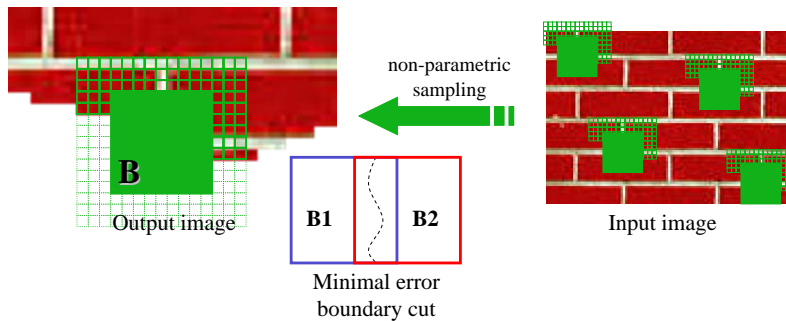 non-parametric
sampling
B
B1
B2
Output image
Input image
Minimal error
boundary cut